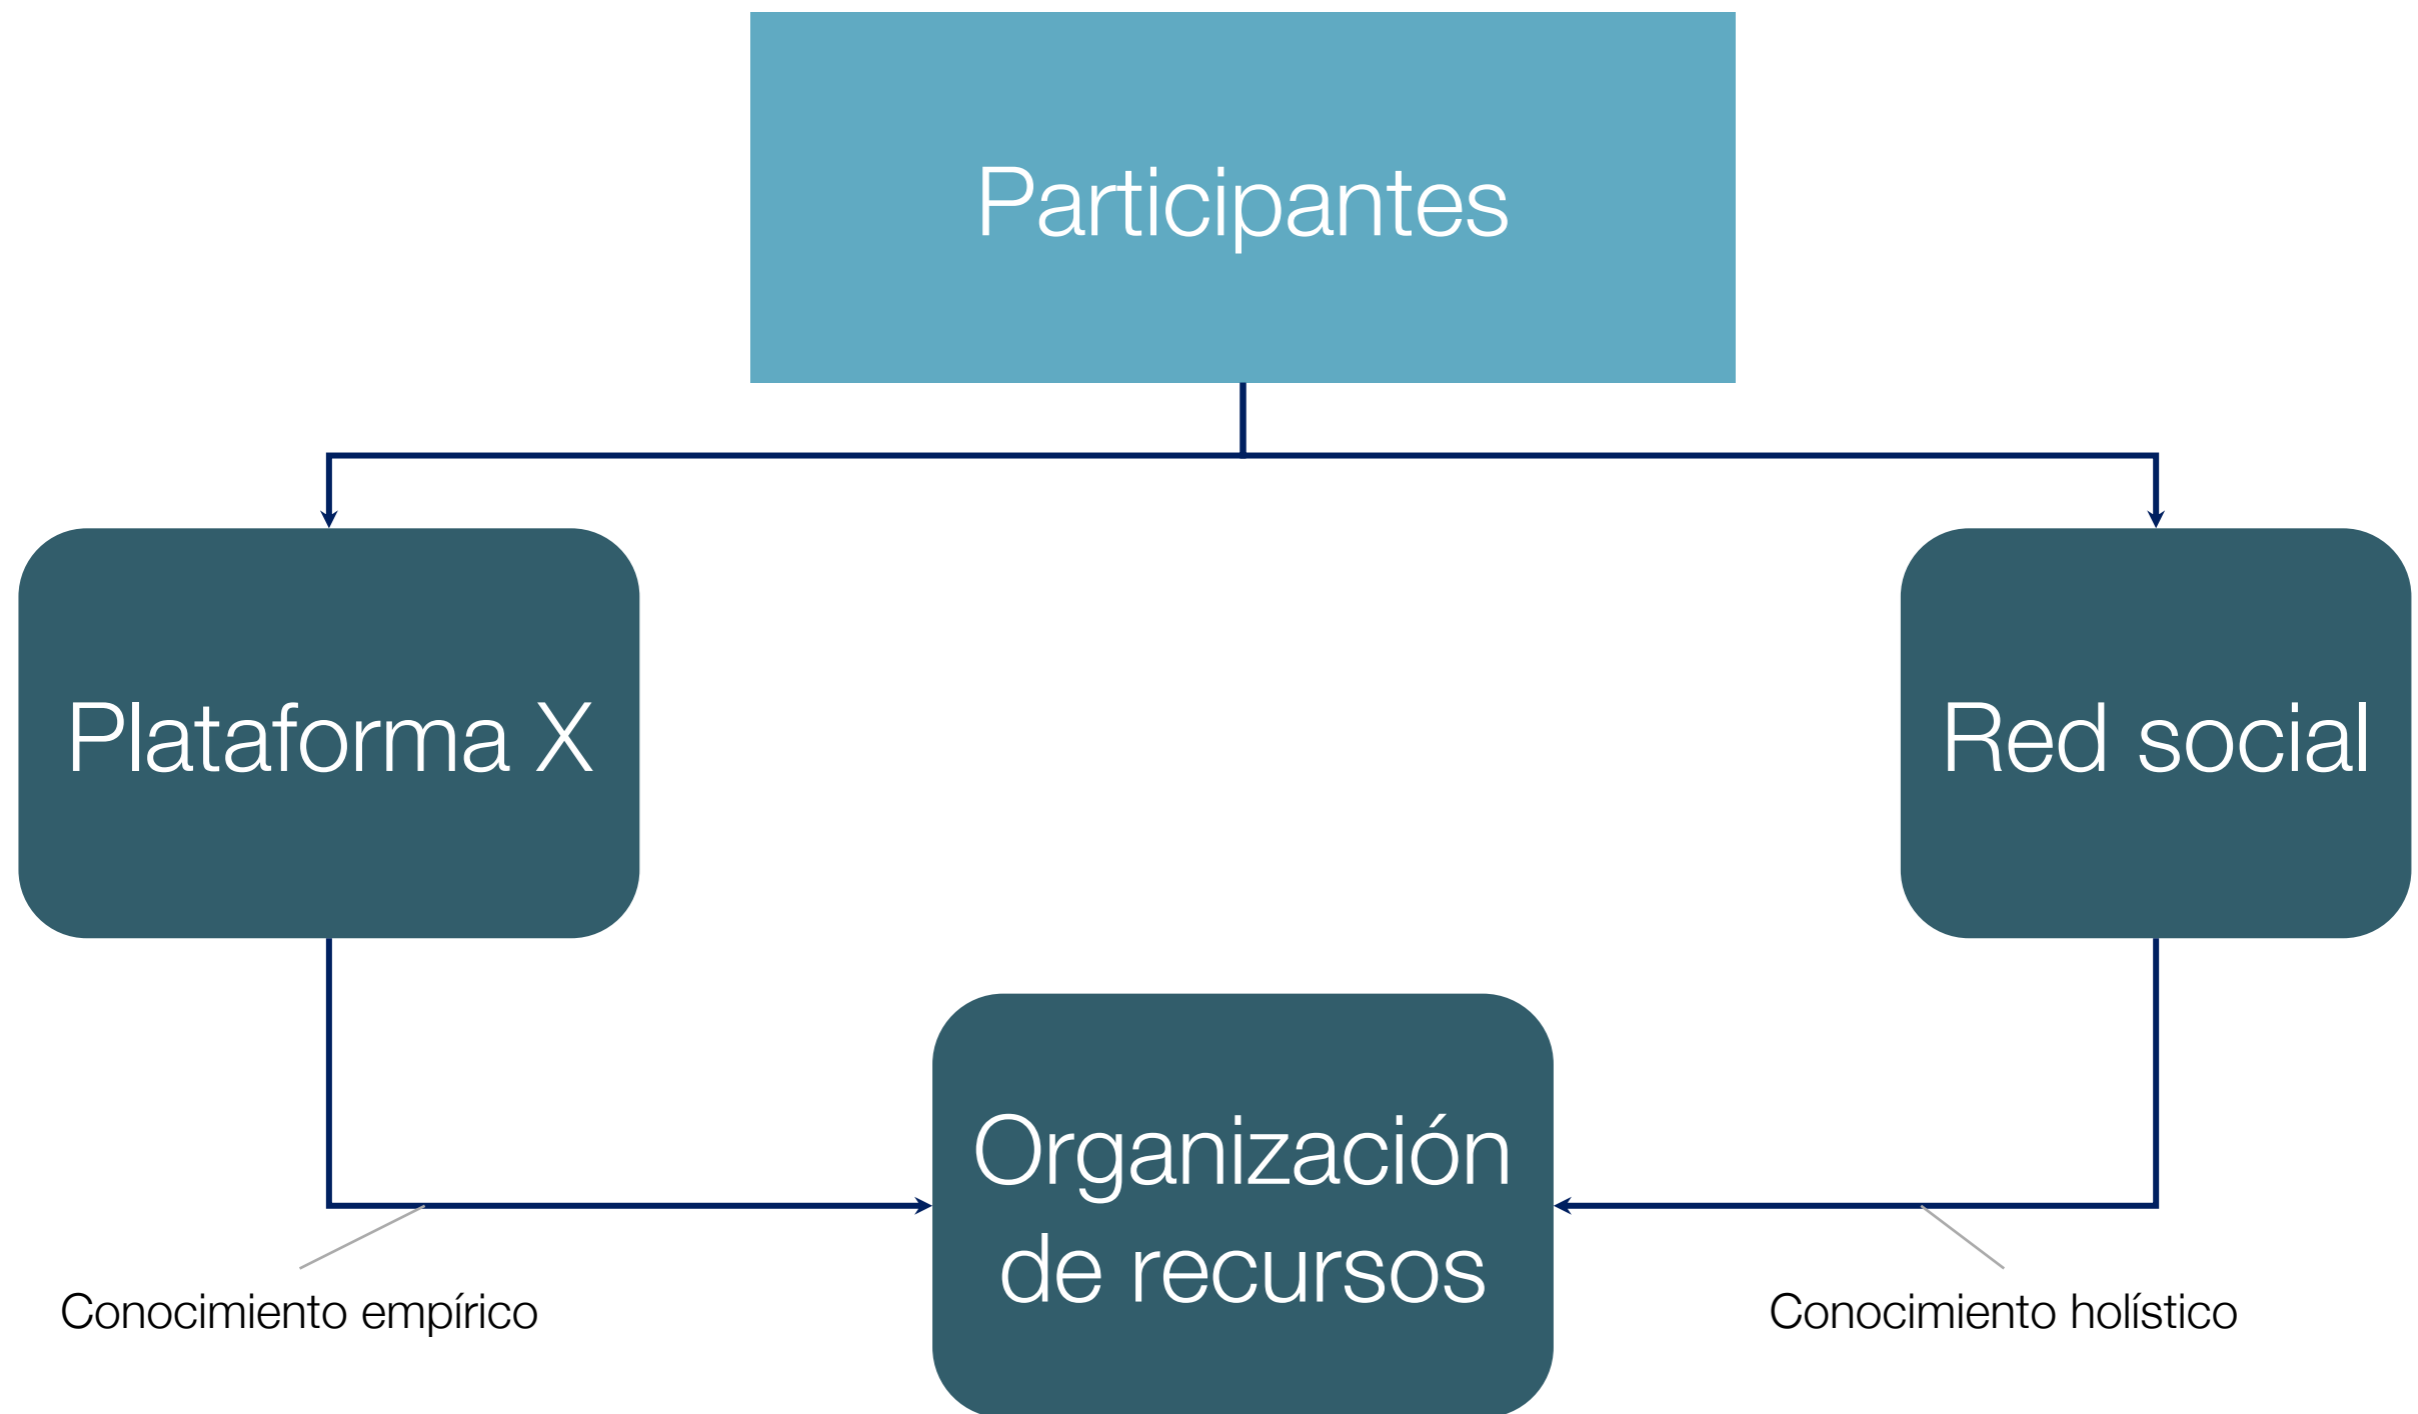 Participantes
Plataforma X
Red social
Organización
de recursos
Conocimiento empírico
Conocimiento holístico